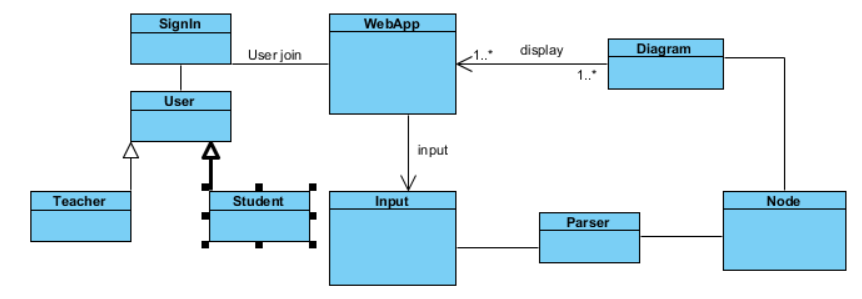 SignIn
WebApp
User join
1..*
display
1..*
Diagram
User
input
Teacher
Student
Input
Parser
Node